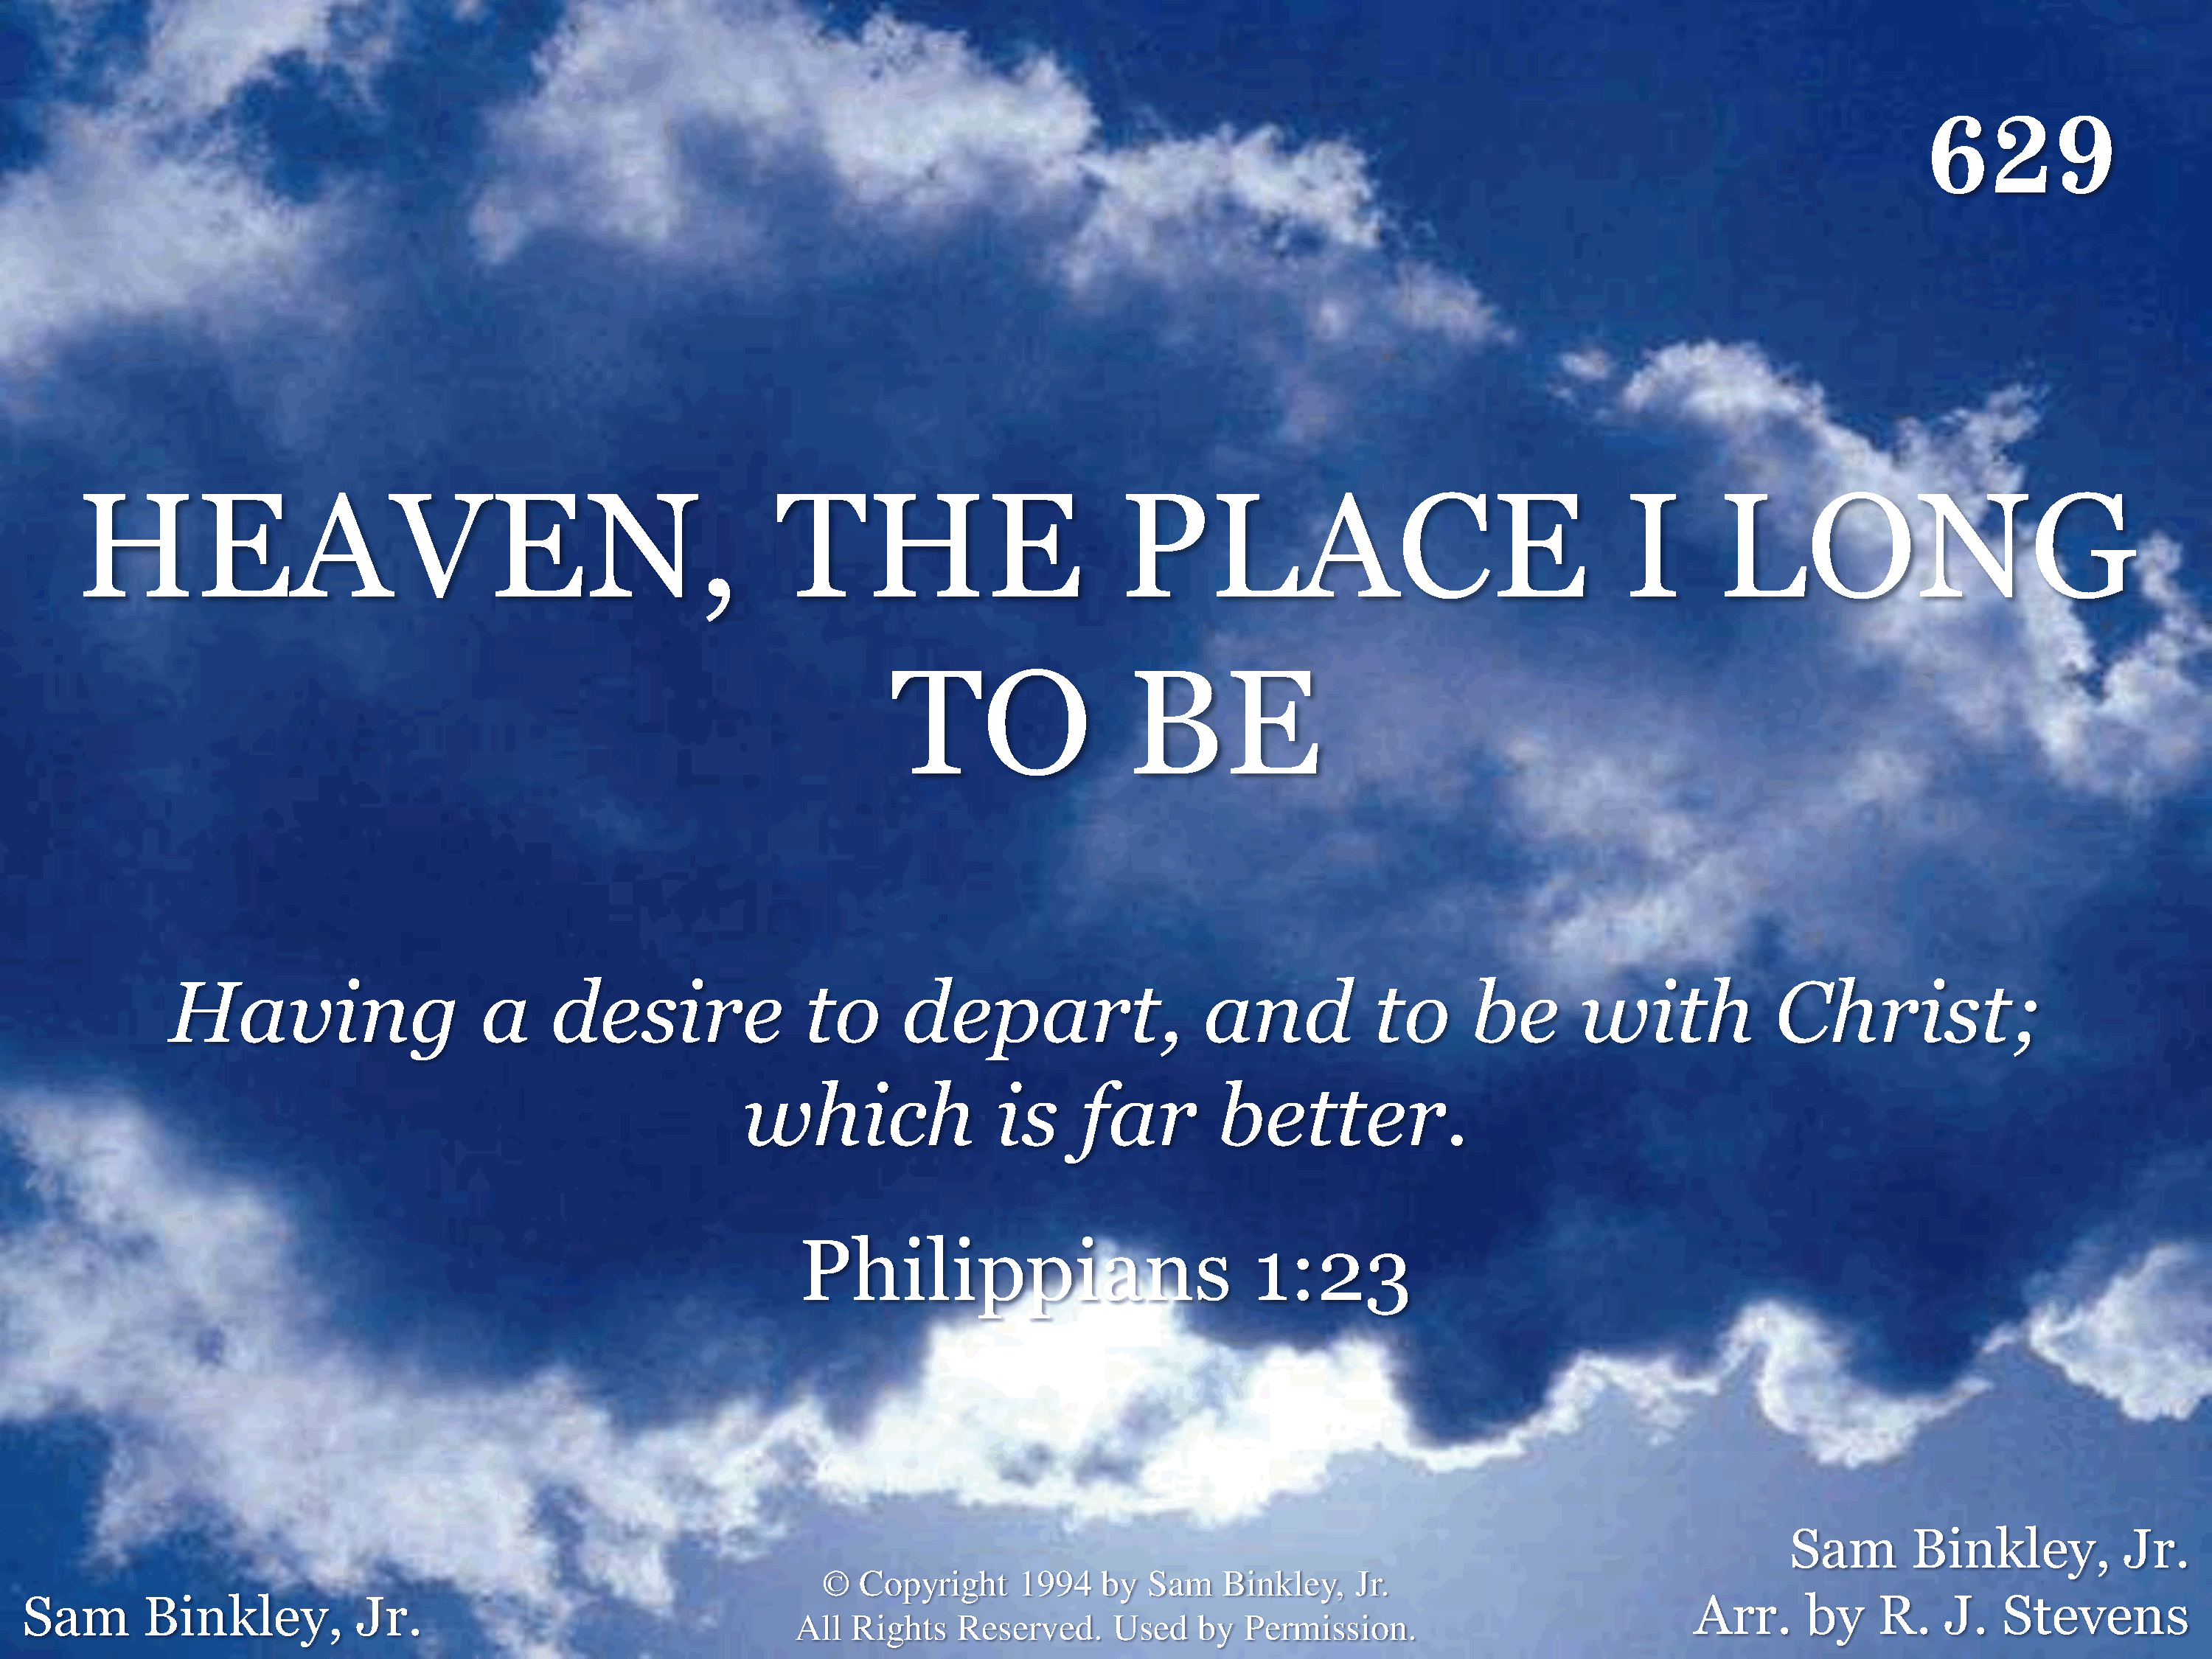 629
HEAVEN, THE PLACE I LONG
TO BE
Having a desire to depart, and to be with Christ;
which is far better.
Philippians 1:23
Sam Binkley, Jr.
© Copyright 1994 by Sam Binkley, Jr.
All Rights Reserved. Used by Permission.
Sam Binkley, Jr.
Arr. by R. J. Stevens